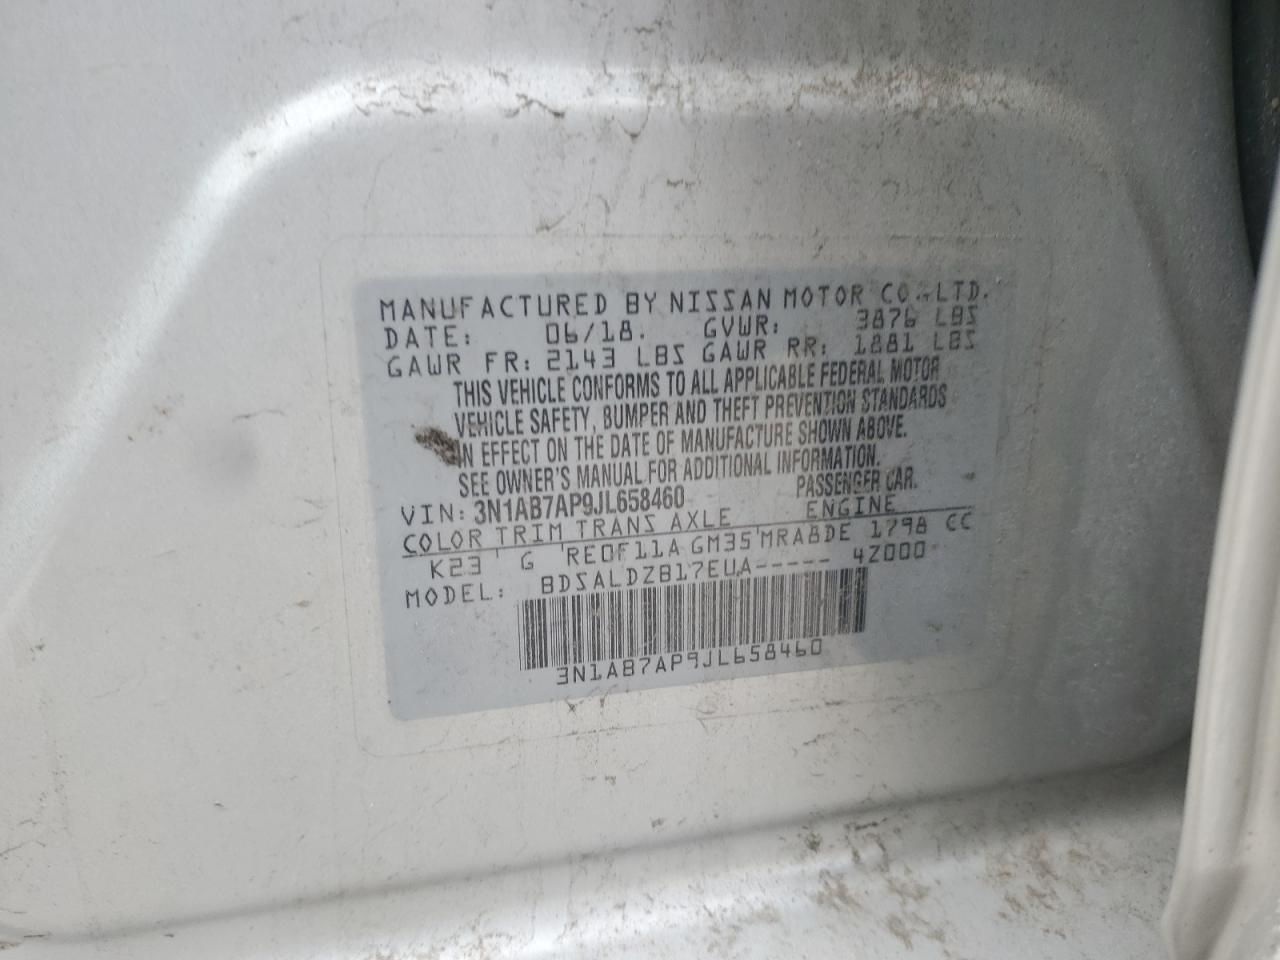 MANUFACTURED BY NISSAN MOTOR CO.,LTD.
DATE: 06/18. GVWR: 3876 LBS
GAWR FR: 2143 LBS GAWR RR: 1881 LBS
THIS VEHICLE CONFORMS TO ALL APPLICABLE FEDERAL MOTOR
VEHICLE SAFETY, BUMPER AND THEFT PREVENTION STANDARDS
IN EFFECT ON THE DATE OF MANUFACTURE SHOWN ABOVE.
SEE OWNER'S MANUAL FOR ADDITIONAL INFORMATION.
VIN: 3N1AB7AP9JL658460 PASSENGER CAR.
COLOR TRIM TRANS AXLE ENGINE
K23 G RE0F11A GM35 MRA8DE 1798 CC
MODEL: BDSALDZB17EUA----- 4Z000
3N1AB7AP9JL658460